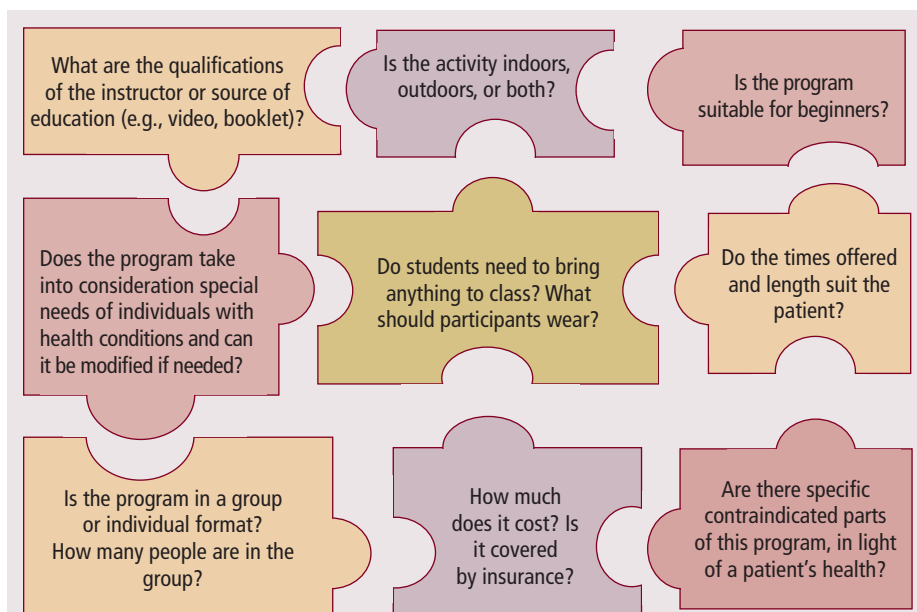 What are the qualifications
of the instructor or source of
education (e.g., video, booklet)?
Is the activity indoors,
outdoors, or both?
Is the program
suitable for beginners?
Does the program take
into consideration special
needs of individuals with
health conditions and can
it be modified if needed?
Do students need to bring
anything to class? What
should participants wear?
Do the times offered
and length suit the
patient?
Is the program in a group
or individual format?
How many people are in the
group?
How much
does it cost? Is
it covered
by insurance?
Are there specific
contraindicated parts
of this program, in light
of a patient’s health?